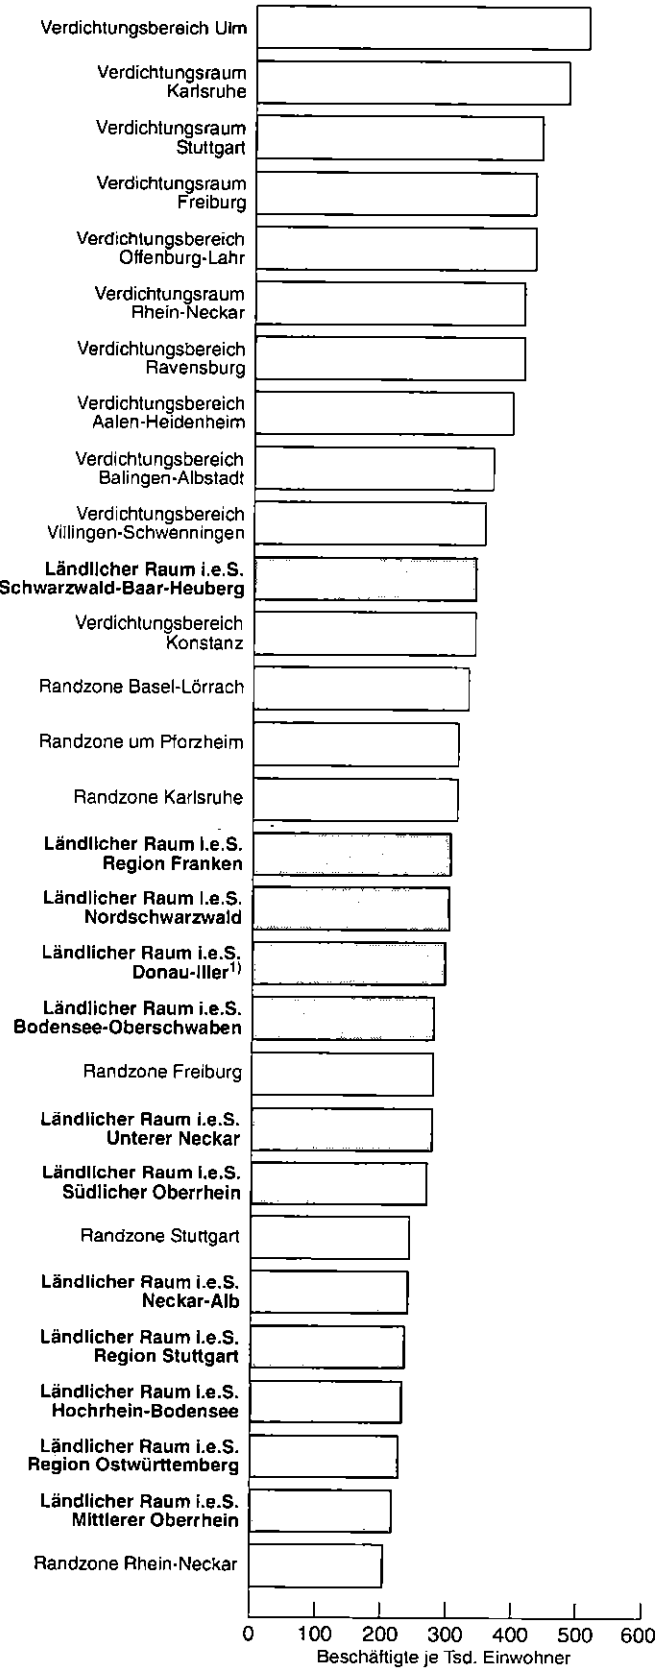 Verdichtungsbereich Ulm
Verdichtungsraum
Karlsruhe
Verdichtungsraum
Stuttgart
Verdichtungsraum
Freiburg
Verdichtungsbereich
Offenburg-Lahr
Verdichtungsraum
Rhein-Neckar
Verdichtungsbereich
Ravensburg
Verdichtungsbereich
Aalen-Heidenheim
Verdichtungsbereich
Balingen-Albstadt
Verdichtungsbereich
Villingen-Schwenningen
Ländlicher Raum i.e.S.
Schwarzwald-Baar-Heuberg
Verdichtungsbereich
Konstanz
Randzone Basel-Lörrach
Randzone um Pforzheim
Randzone Karlsruhe
Ländlicher Raum i.e.S.
Region Franken
Ländlicher Raum i.e.S.
Nordschwarzwald
Ländlicher Raum i.e.S.
Donau-Iller¹⁾
Ländlicher Raum i.e.S.
Bodensee-Oberschwaben
Randzone Freiburg
Ländlicher Raum i.e.S.
Unterer Neckar
Ländlicher Raum i.e.S.
Südlicher Oberrhein
Randzone Stuttgart
Ländlicher Raum i.e.S.
Neckar-Alb
Ländlicher Raum i.e.S.
Region Stuttgart
Ländlicher Raum i.e.S.
Hochrhein-Bodensee
Ländlicher Raum i.e.S.
Region Ostwürttemberg
Ländlicher Raum i.e.S.
Mittlerer Oberrhein
Randzone Rhein-Neckar
0 100 200 300 400 500 600
Beschäftigte je Tsd. Einwohner